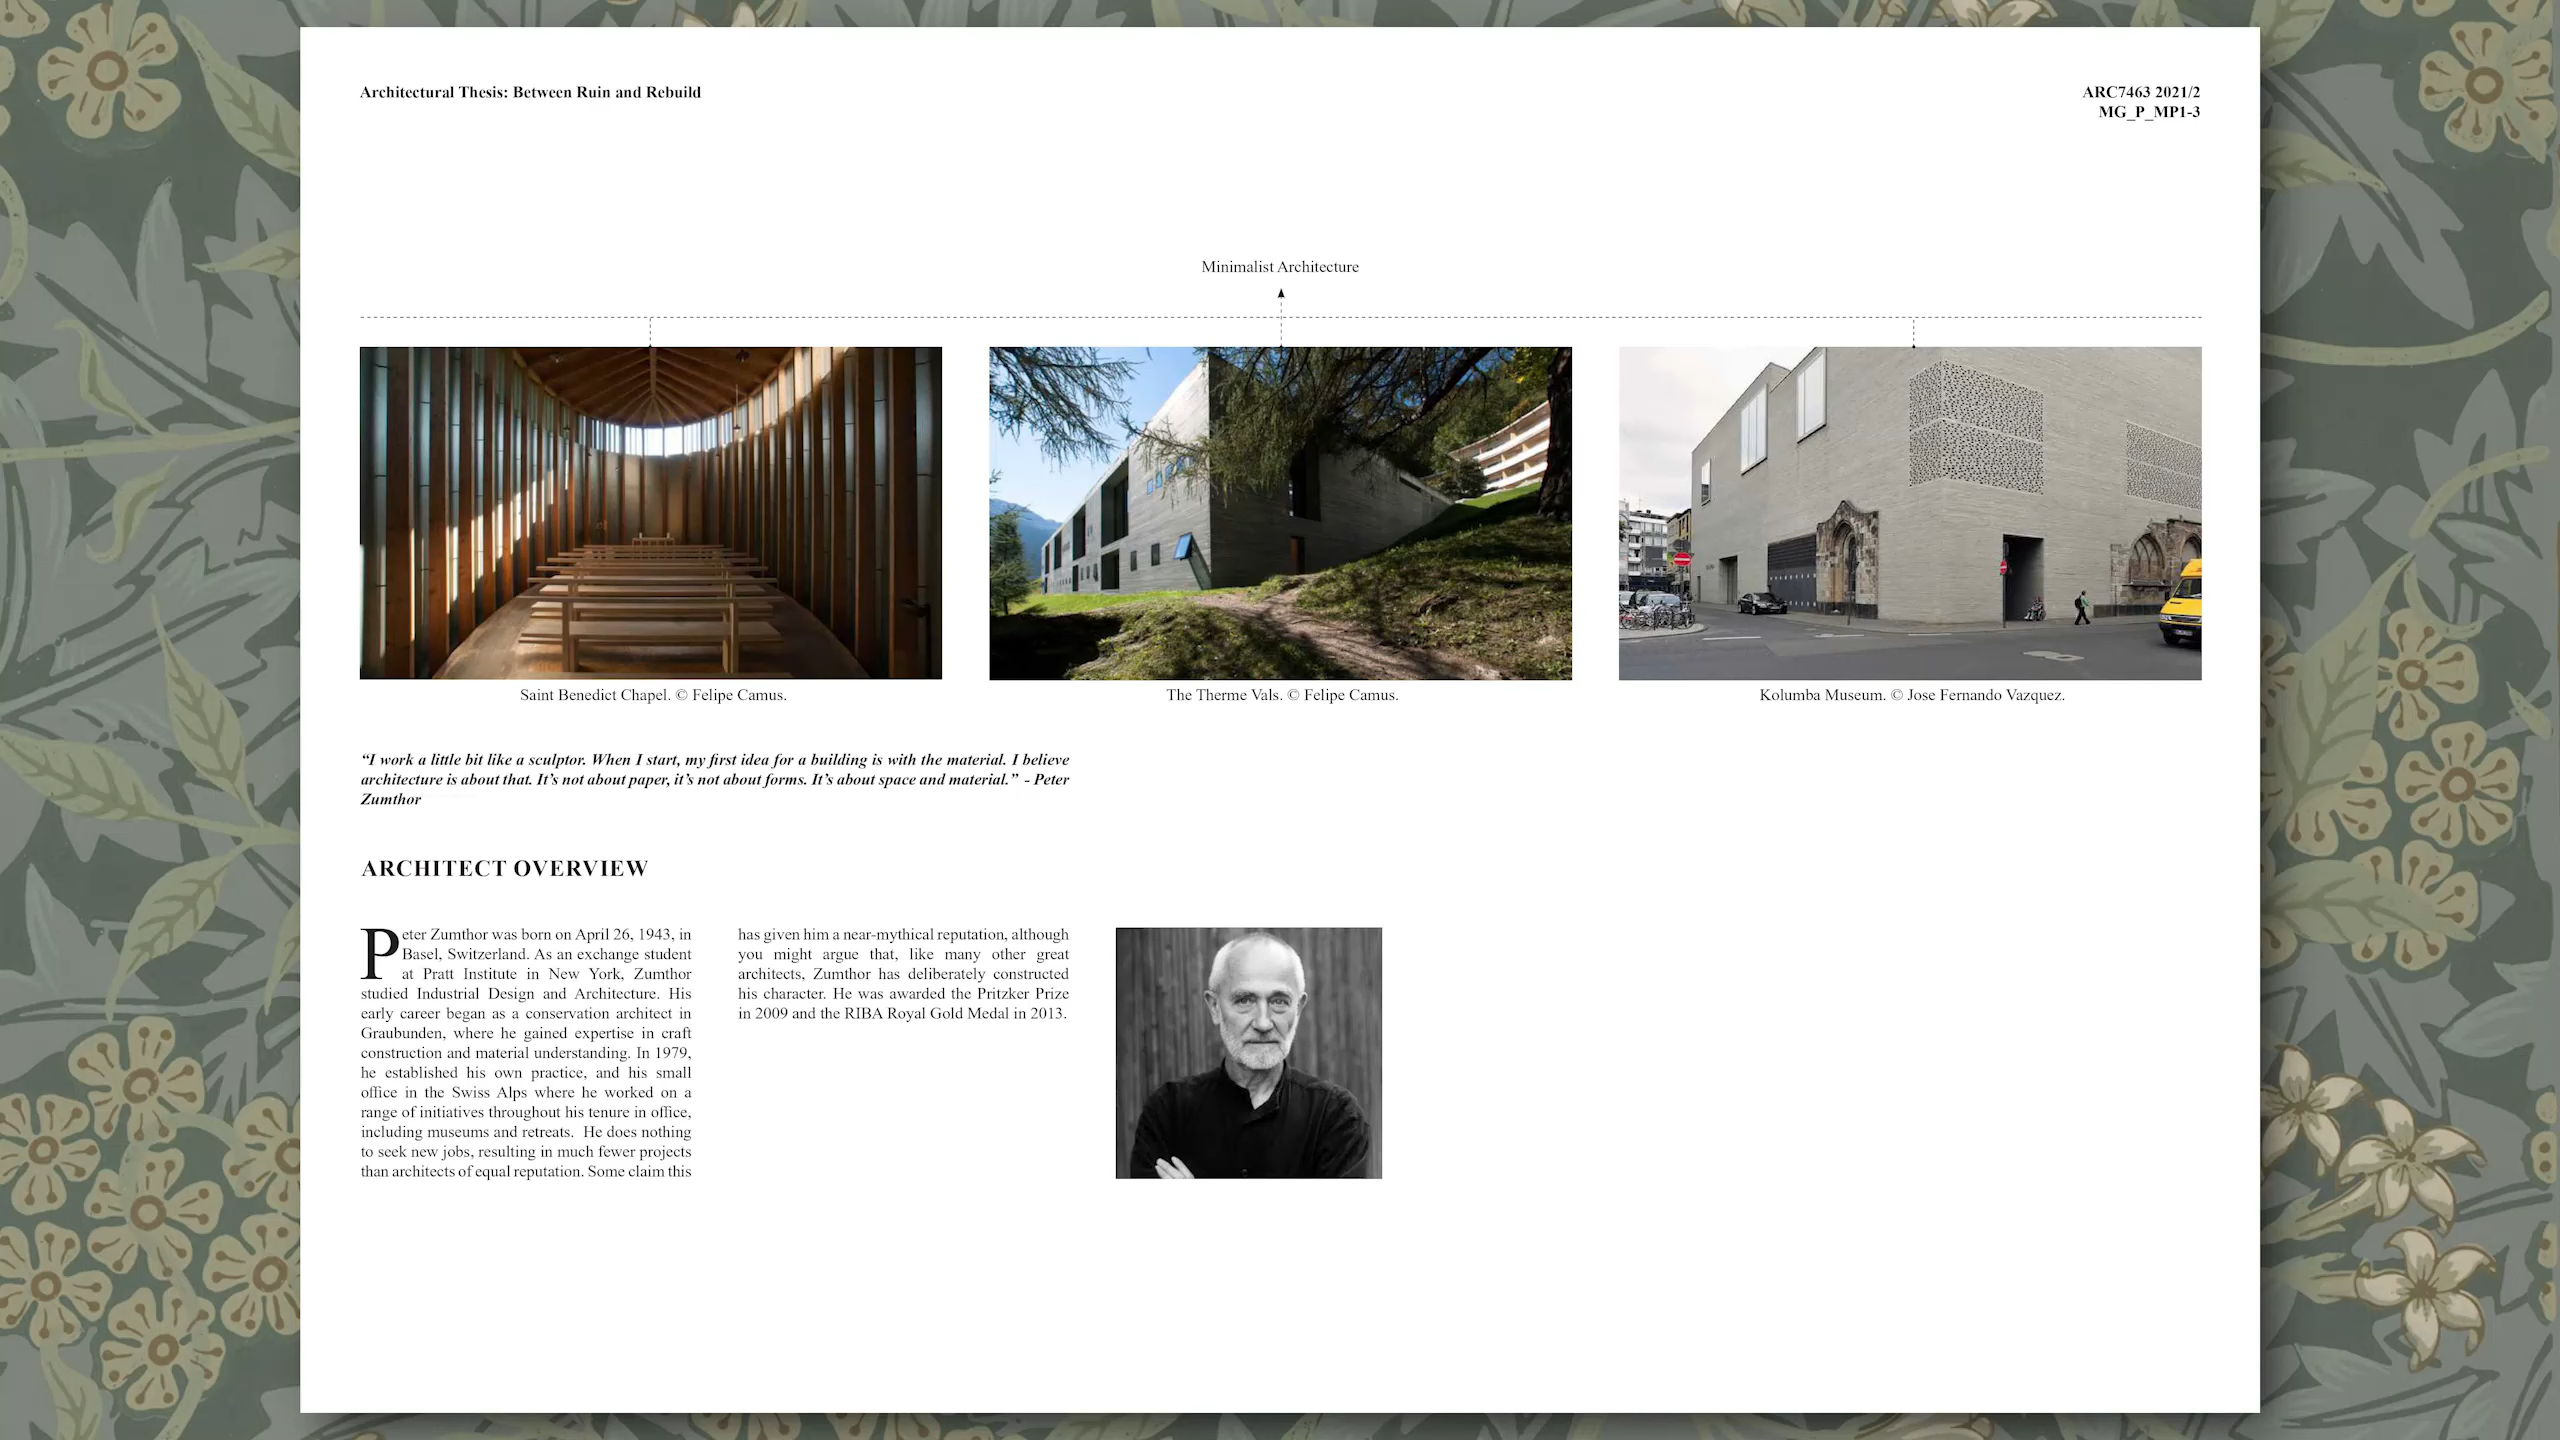 Architectural Thesis: Between Ruin and Rebuild
ARC7463 2021/2
MG_P_MP1-3
Minimalist Architecture
Saint Benedict Chapel. © Felipe Camus.
The Therme Vals. © Felipe Camus.
Kolumba Museum. © Jose Fernando Vazquez.
“I work a little bit like a sculptor. When I start, my first idea for a building is with the material. I believe
architecture is about that. It’s not about paper, it’s not about forms. It’s about space and material.” - Peter
Zumthor
ARCHITECT OVERVIEW
Peter Zumthor was born on April 26, 1943, in
Basel, Switzerland. As an exchange student
at Pratt Institute in New York, Zumthor
studied Industrial Design and Architecture. His
early career began as a conservation architect in
Graubunden, where he gained expertise in craft
construction and material understanding. In 1979,
he established his own practice, and his small
office in the Swiss Alps where he worked on a
range of initiatives throughout his tenure in office,
including museums and retreats. He does nothing
to seek new jobs, resulting in much fewer projects
than architects of equal reputation. Some claim this
has given him a near-mythical reputation, although
you might argue that, like many other great
architects, Zumthor has deliberately constructed
his character. He was awarded the Pritzker Prize
in 2009 and the RIBA Royal Gold Medal in 2013.